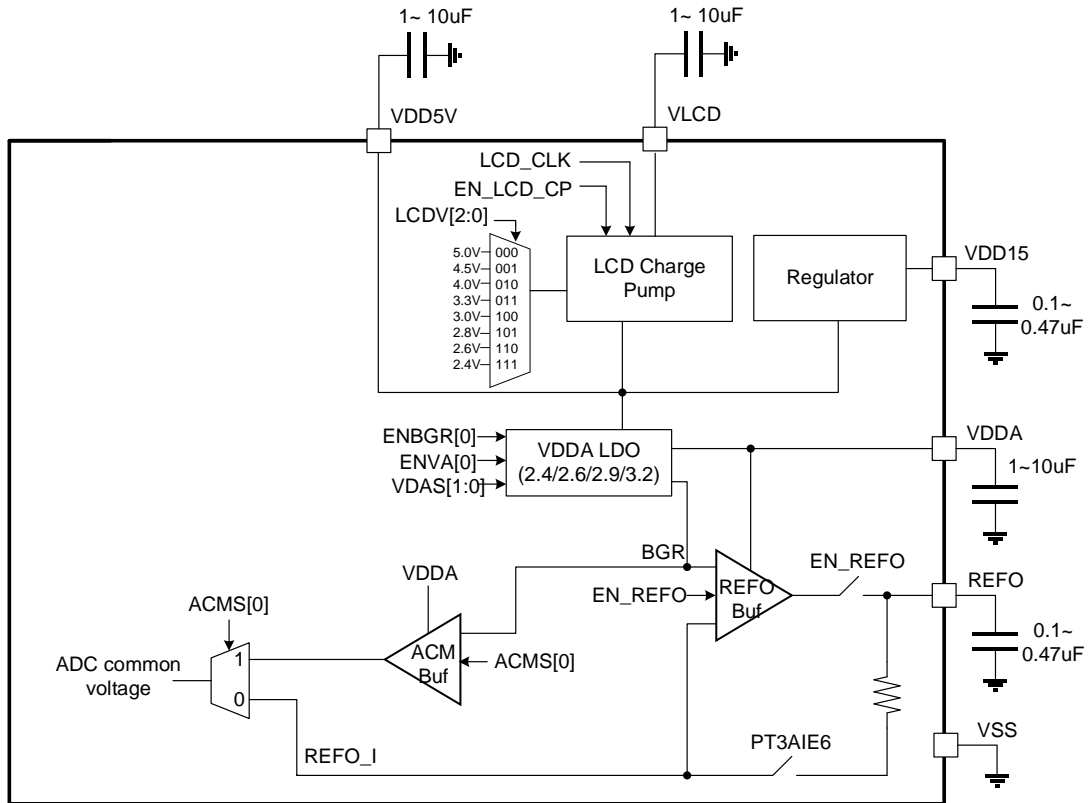 1~ 10uF
1~ 10uF
VDD5V
VLCD
LCD_CLK
EN_LCD_CP
LCDV[2:0]
5.0V 000
4.5V 001
4.0V 010
3.3V 011
3.0V 100
2.8V 101
2.6V 110
2.4V 111
LCD Charge
Pump
Regulator
VDD15
0.1~
0.47uF
ENBGR[0]
ENVA[0]
VDAS[1:0]
VDDA LDO
(2.4/2.6/2.9/3.2)
VDDA
1~10uF
BGR
EN_REFO
REFO
Buf
EN_REFO
REFO
0.1~
0.47uF
VDDA
ACMS[0]
ACM
Buf
ACMS[0]
ADC common
voltage
1
0
REFO_I
PT3AIE6
VSS